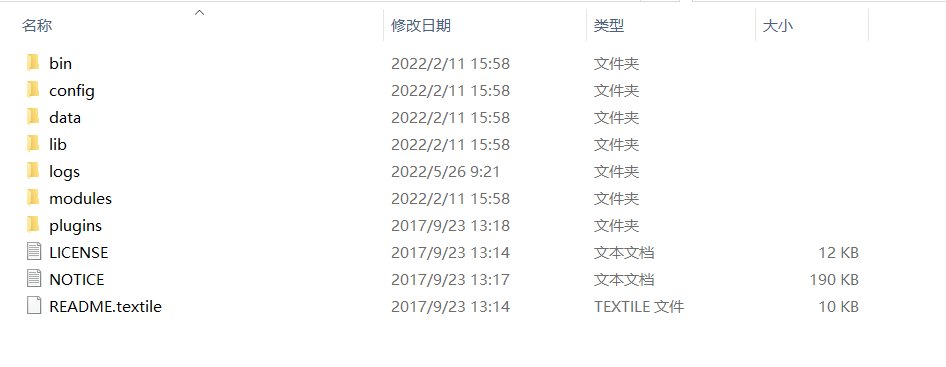 名称 修改日期 类型 大小
bin 2022/2/11 15:58 文件夹
config 2022/2/11 15:58 文件夹
data 2022/2/11 15:58 文件夹
lib 2022/2/11 15:58 文件夹
logs 2022/5/26 9:21 文件夹
modules 2022/2/11 15:58 文件夹
plugins 2017/9/23 13:18 文件夹
LICENSE 2017/9/23 13:14 文本文档 12 KB
NOTICE 2017/9/23 13:17 文本文档 190 KB
README.textile 2017/9/23 13:14 TEXTILE 文件 10 KB